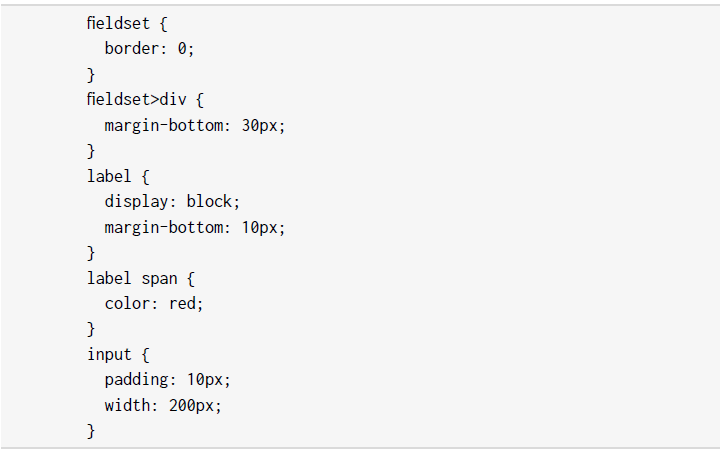 fieldset {
  border: 0;
}
fieldset>div {
  margin-bottom: 30px;
}
label {
  display: block;
  margin-bottom: 10px;
}
label span {
  color: red;
}
input {
  padding: 10px;
  width: 200px;
}